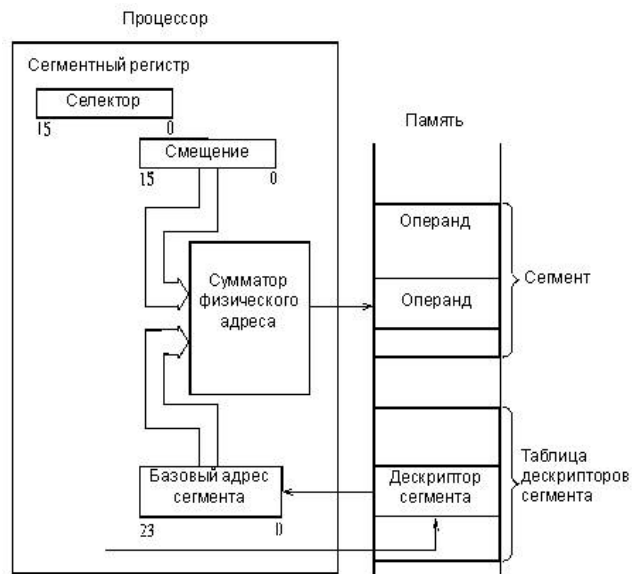 Процессор
Сегментный регистр
Селектор
15 0
Смещение
15 0
Память
Операнд
Сумматор
физического
адреса
Операнд
Сегмент
Базовый адрес
сегмента
23 0
Дескриптор
сегмента
Таблица
дескрипторов
сегмента